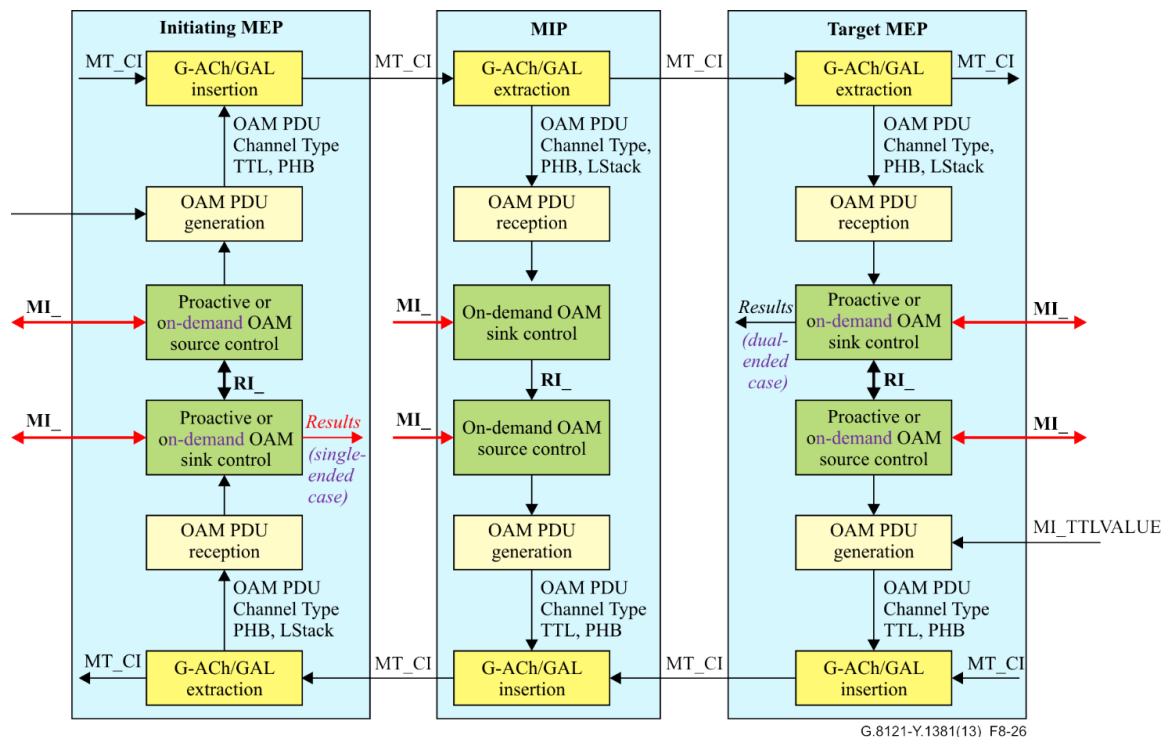 Initiating MEP
MT_CI
G-ACh/GAL
insertion
OAM PDU
Channel Type
TTL, PHB
OAM PDU
generation
MI_
Proactive or
on-demand OAM
source control
RI_
MI_
Proactive or
on-demand OAM
sink control
Results
(single-
ended
case)
OAM PDU
reception
OAM PDU
Channel Type
PHB, LStack
MT_CI
G-ACh/GAL
extraction
MT_CI
MT_CI
MIP
G-ACh/GAL
extraction
OAM PDU
Channel Type,
PHB, LStack
OAM PDU
reception
MI_
On-demand OAM
sink control
RI_
MI_
On-demand OAM
source control
OAM PDU
generation
OAM PDU
Channel Type
TTL, PHB
G-ACh/GAL
insertion
MT_CI
MT_CI
Target MEP
G-ACh/GAL
extraction
MT_CI
OAM PDU
Channel Type,
PHB, LStack
OAM PDU
reception
Results
(dual-
ended
case)
Proactive or
on-demand OAM
sink control
MI_
RI_
Proactive or
on-demand OAM
source control
MI_
OAM PDU
generation
MI_TTLVALUE
OAM PDU
Channel Type
TTL, PHB
G-ACh/GAL
insertion
MT_CI
G.8121-Y.1381(13)_F8-26